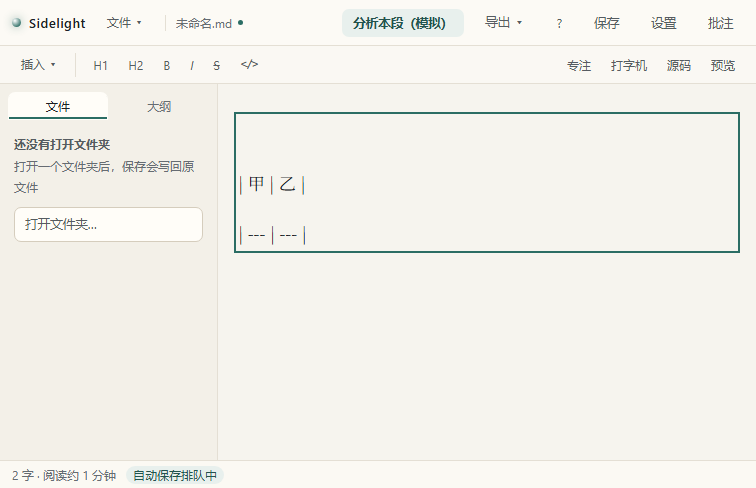 Sidelight 文件 未命名.md 分析本段（模拟） 导出 ? 保存 设置 批注
插入 H1 H2 B I S </> 专注 打字机 源码 预览
文件 大纲
还没有打开文件夹
打开一个文件夹后，保存会写回原
文件
打开文件夹...
| 甲 | 乙 |
| --- | --- |
2 字 · 阅读约 1 分钟 自动保存排队中